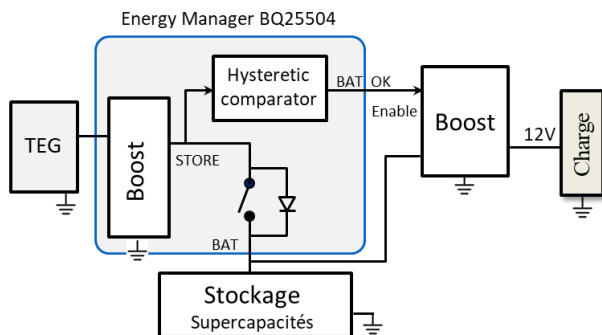 Energy Manager BQ25504
Hysteretic
comparator
BAT_OK
Enable
TEG
Boost
STORE
BAT
Boost
12V
Charge
Stockage
Supercapacités